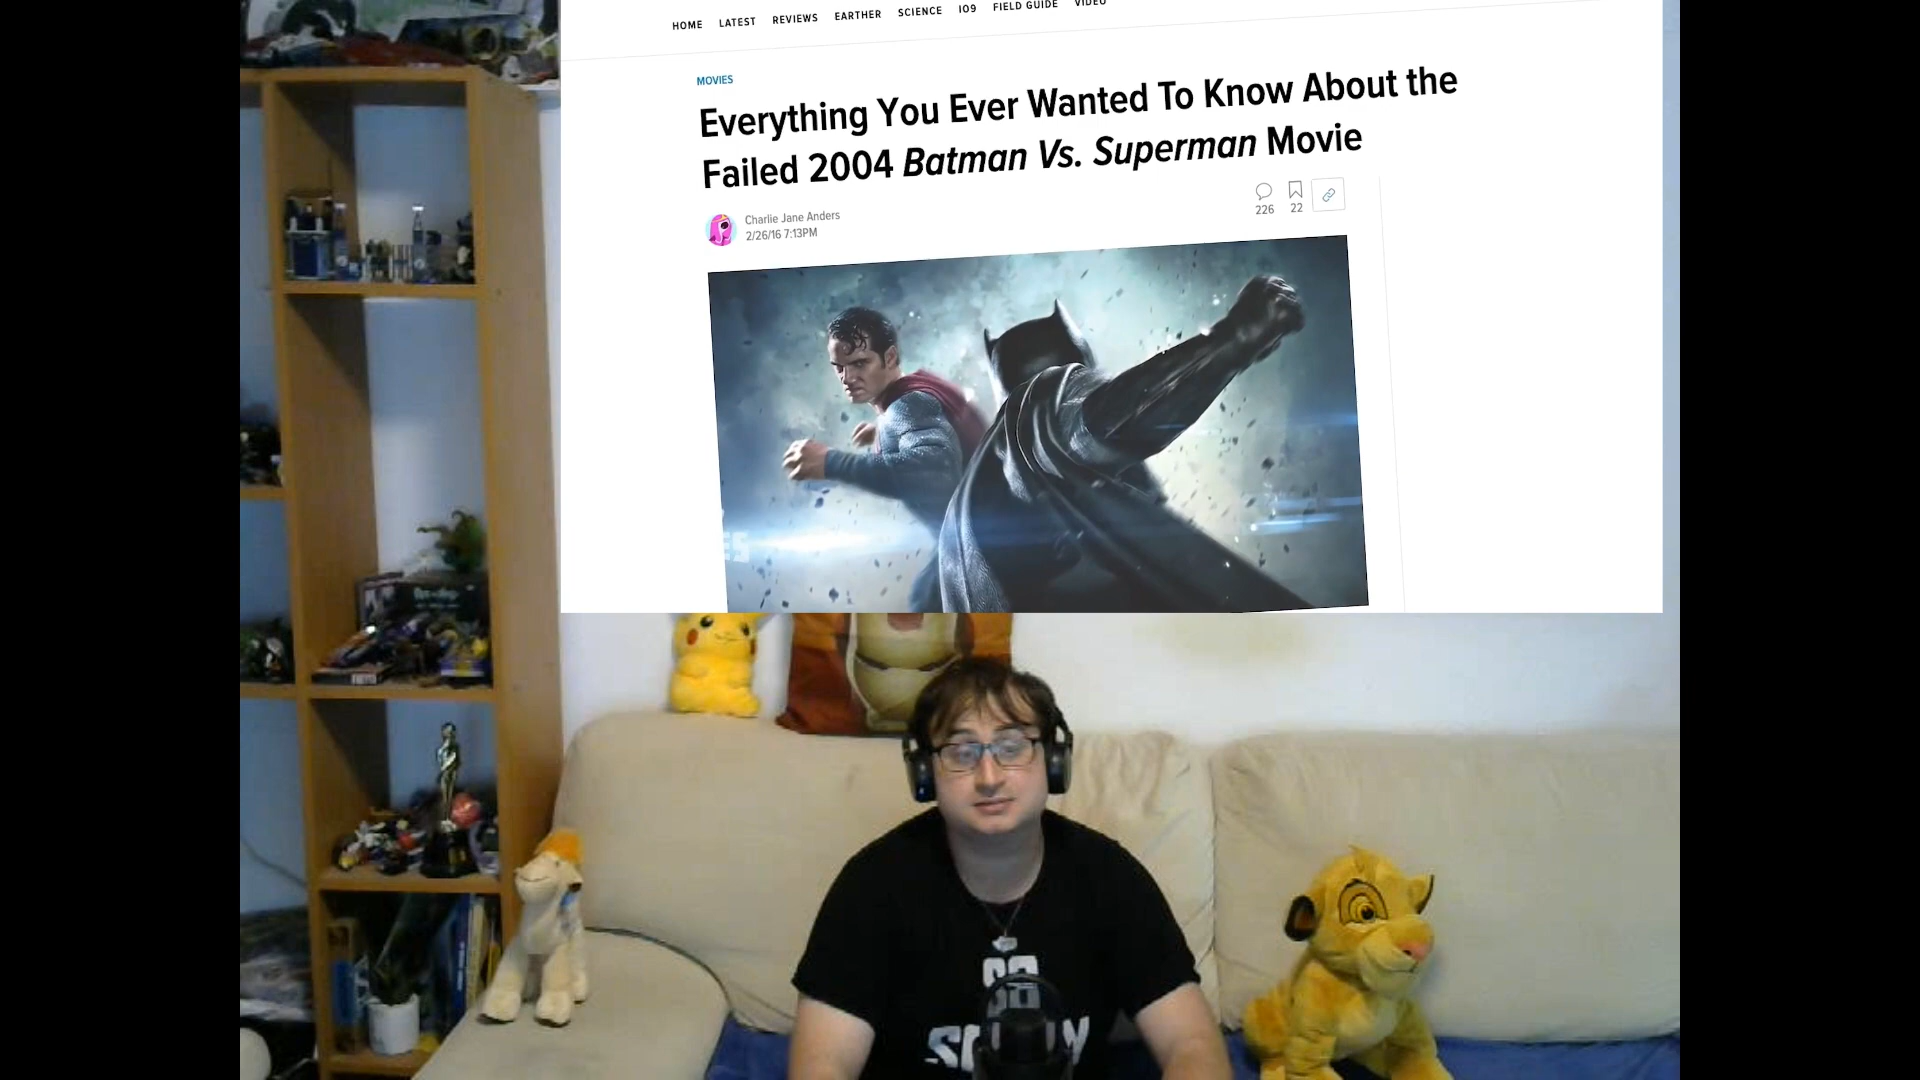 HOME LATEST REVIEWS EARTHER SCIENCE IO9 FIELD GUIDE VIDEO
MOVIES
Everything You Ever Wanted To Know About the
Failed 2004 Batman Vs. Superman Movie
Charlie Jane Anders
2/26/16 7:13PM
226
22
SO